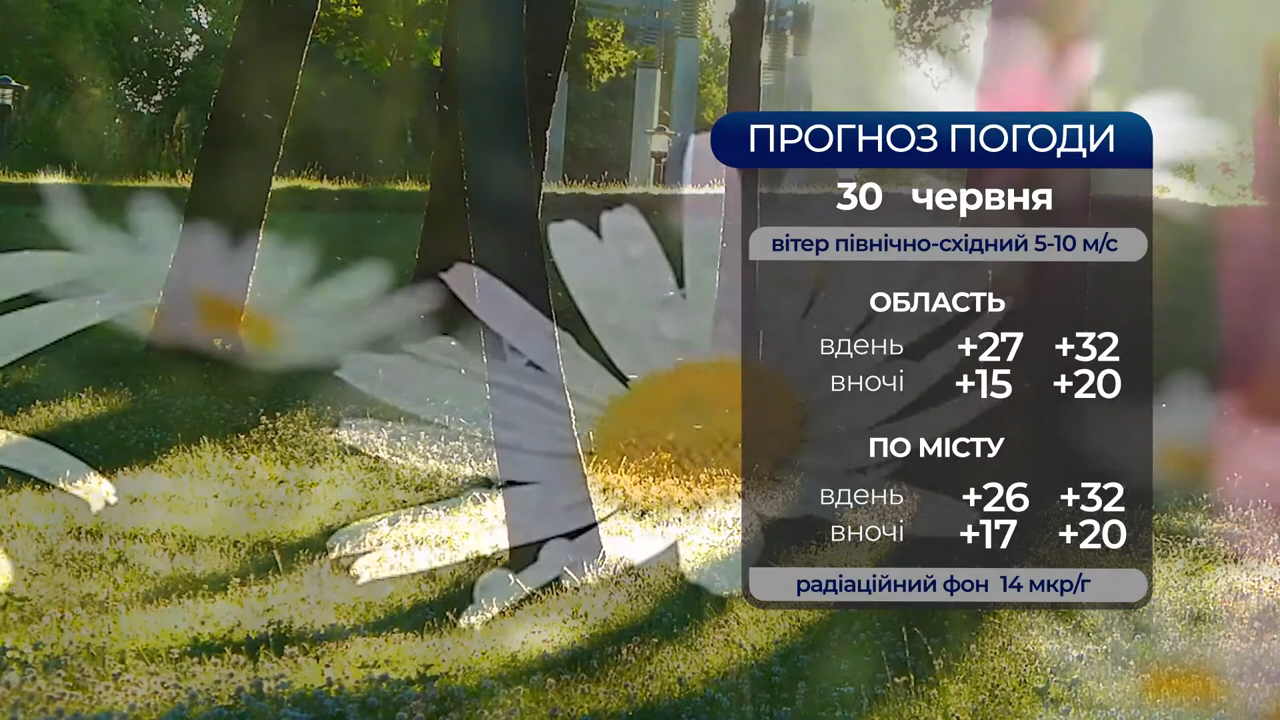 ПРОГНОЗ ПОГОДИ
30 червня
вітер північно-східний 5-10 м/с
ОБЛАСТЬ
вдень +27 +32
вночі +15 +20
ПО МІСТУ
вдень +26 +32
вночі +17 +20
радіаційний фон 14 мкр/г